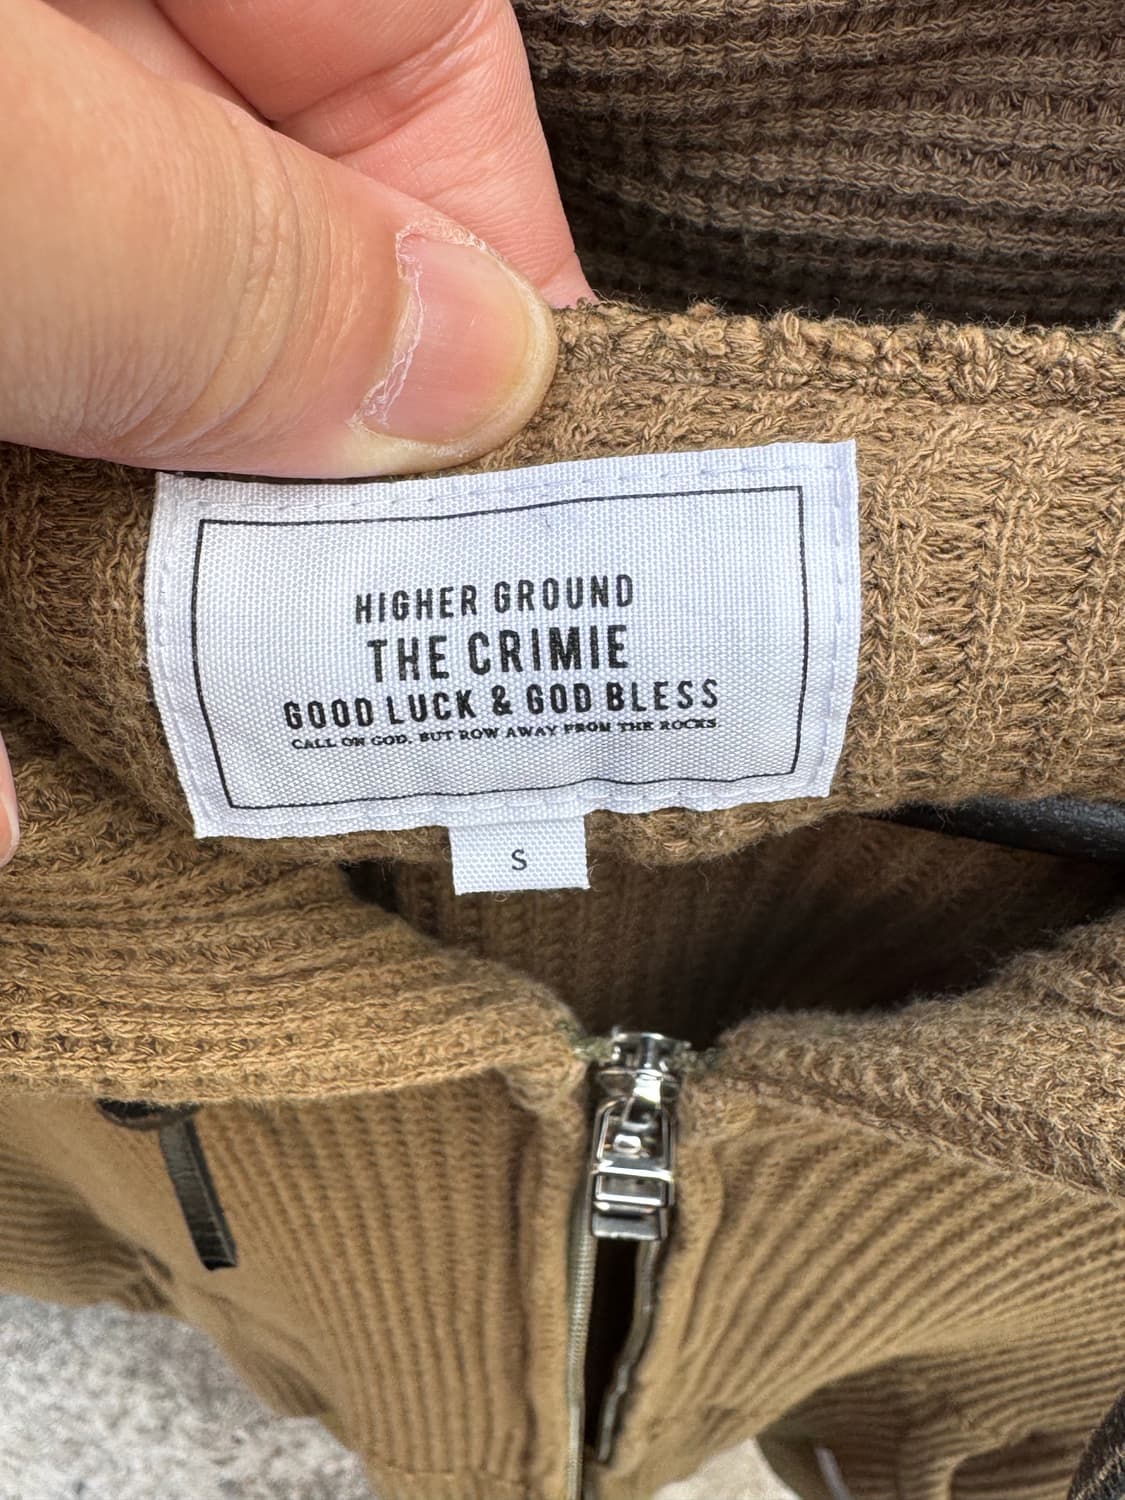 HIGHER GROUND
THE CRIMIE
GOOD LUCK & GOD BLESS
CALL ON GOD, BUT ROW AWAY FROM THE ROCKS.
S